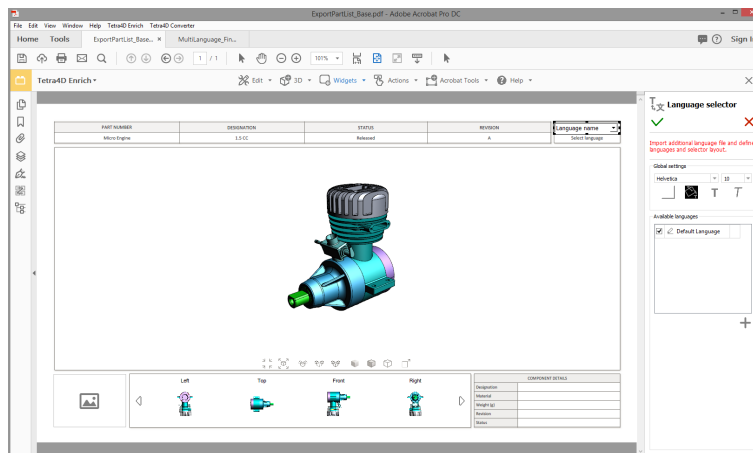 ExportPartList_Base.pdf - Adobe Acrobat Pro DC
File Edit View Window Help Tetra4D Enrich Tetra4D Converter
Home Tools ExportPartList_Base... × MultiLanguage_Fin... Sign I
1 / 1 101%
Tetra4D Enrich Edit 3D Widgets Actions Acrobat Tools Help
Language selector
Import additional language file and define
languages and selector layout.
Global settings
Helvetica 10
T T
Available languages
Default Language
PART NUMBER DESIGNATION STATUS REVISION Language name
Micro Engine 1.5 CC Released A Select language
Left Top Front Right
COMPONENT DETAILS
Designation
Material
Weight (g)
Revision
Status